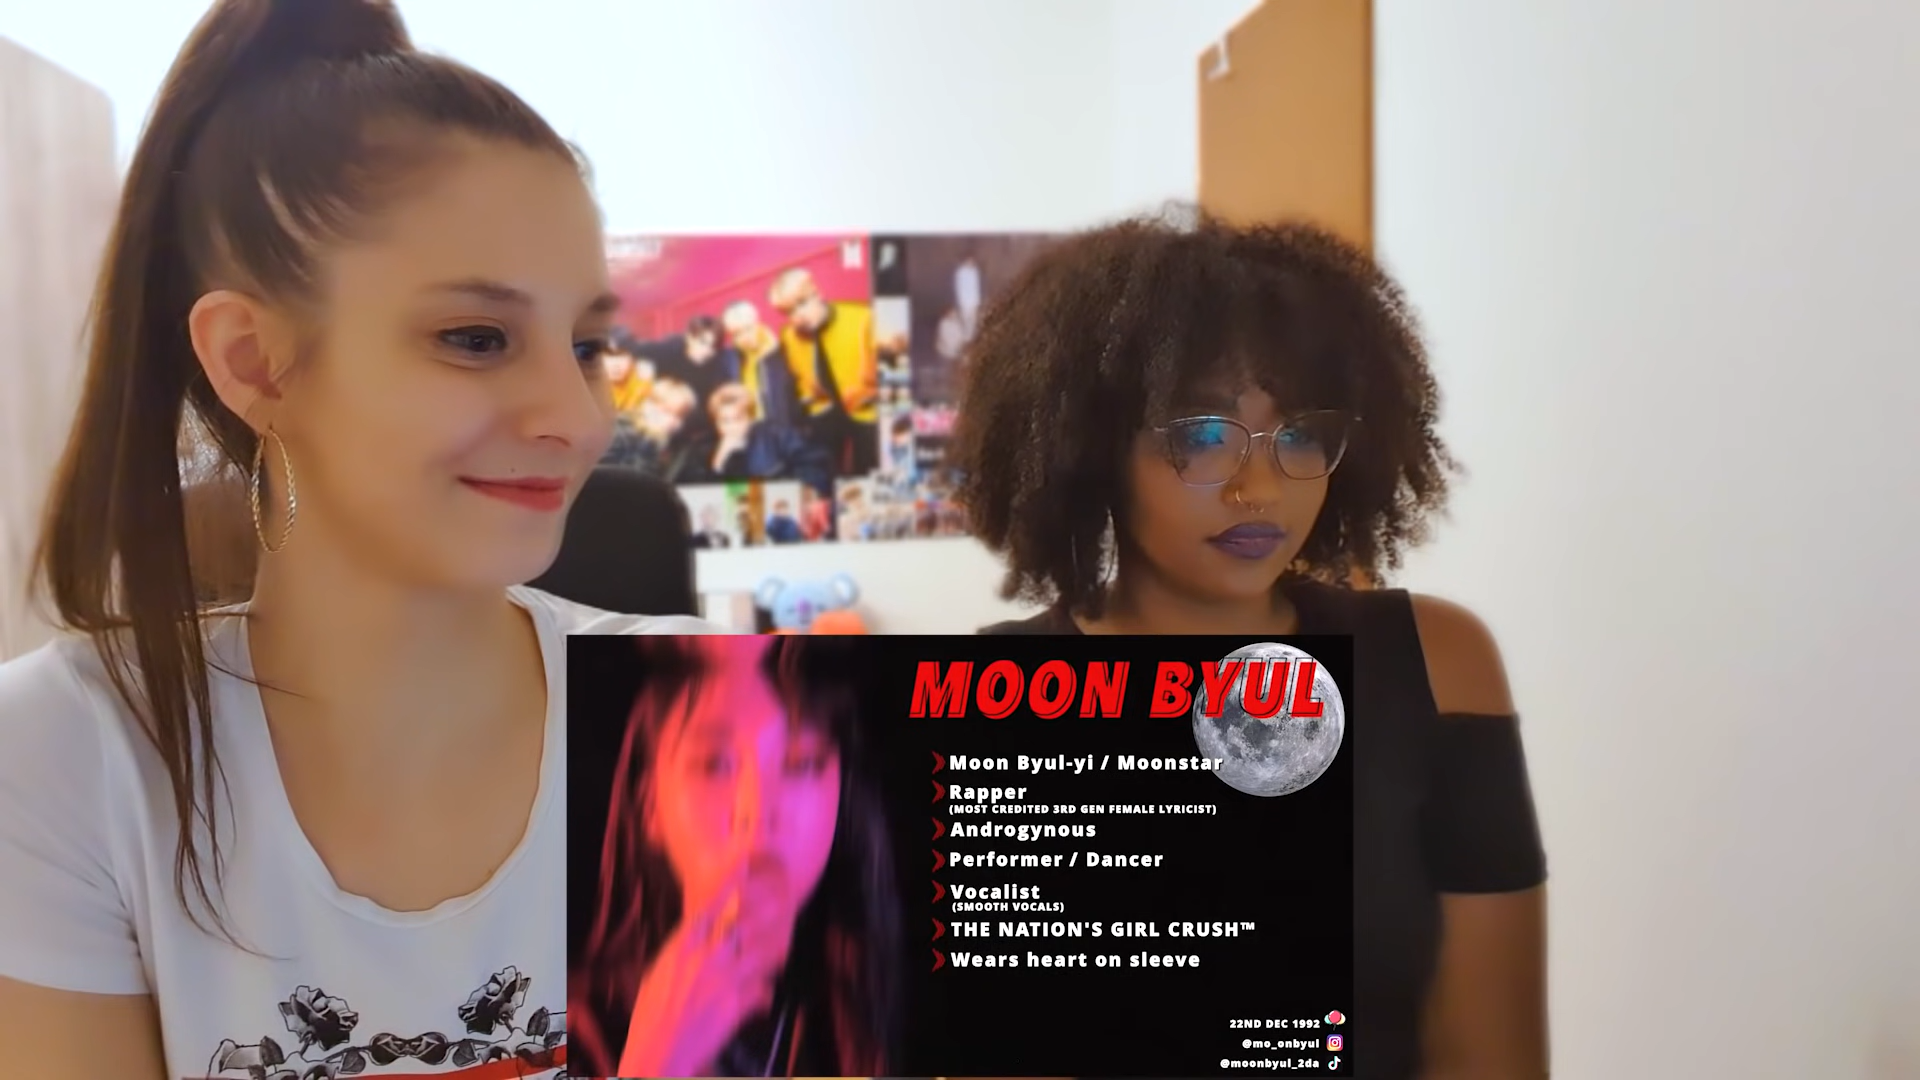 MOON BYUL
Moon Byul-yi / Moonstar
Rapper
(MOST CREDITED 3RD GEN FEMALE LYRICIST)
Androgynous
Performer / Dancer
Vocalist
(SMOOTH VOCALS)
THE NATION'S GIRL CRUSH™
Wears heart on sleeve
22ND DEC 1992
@mo_onbyul
@moonbyul_2da